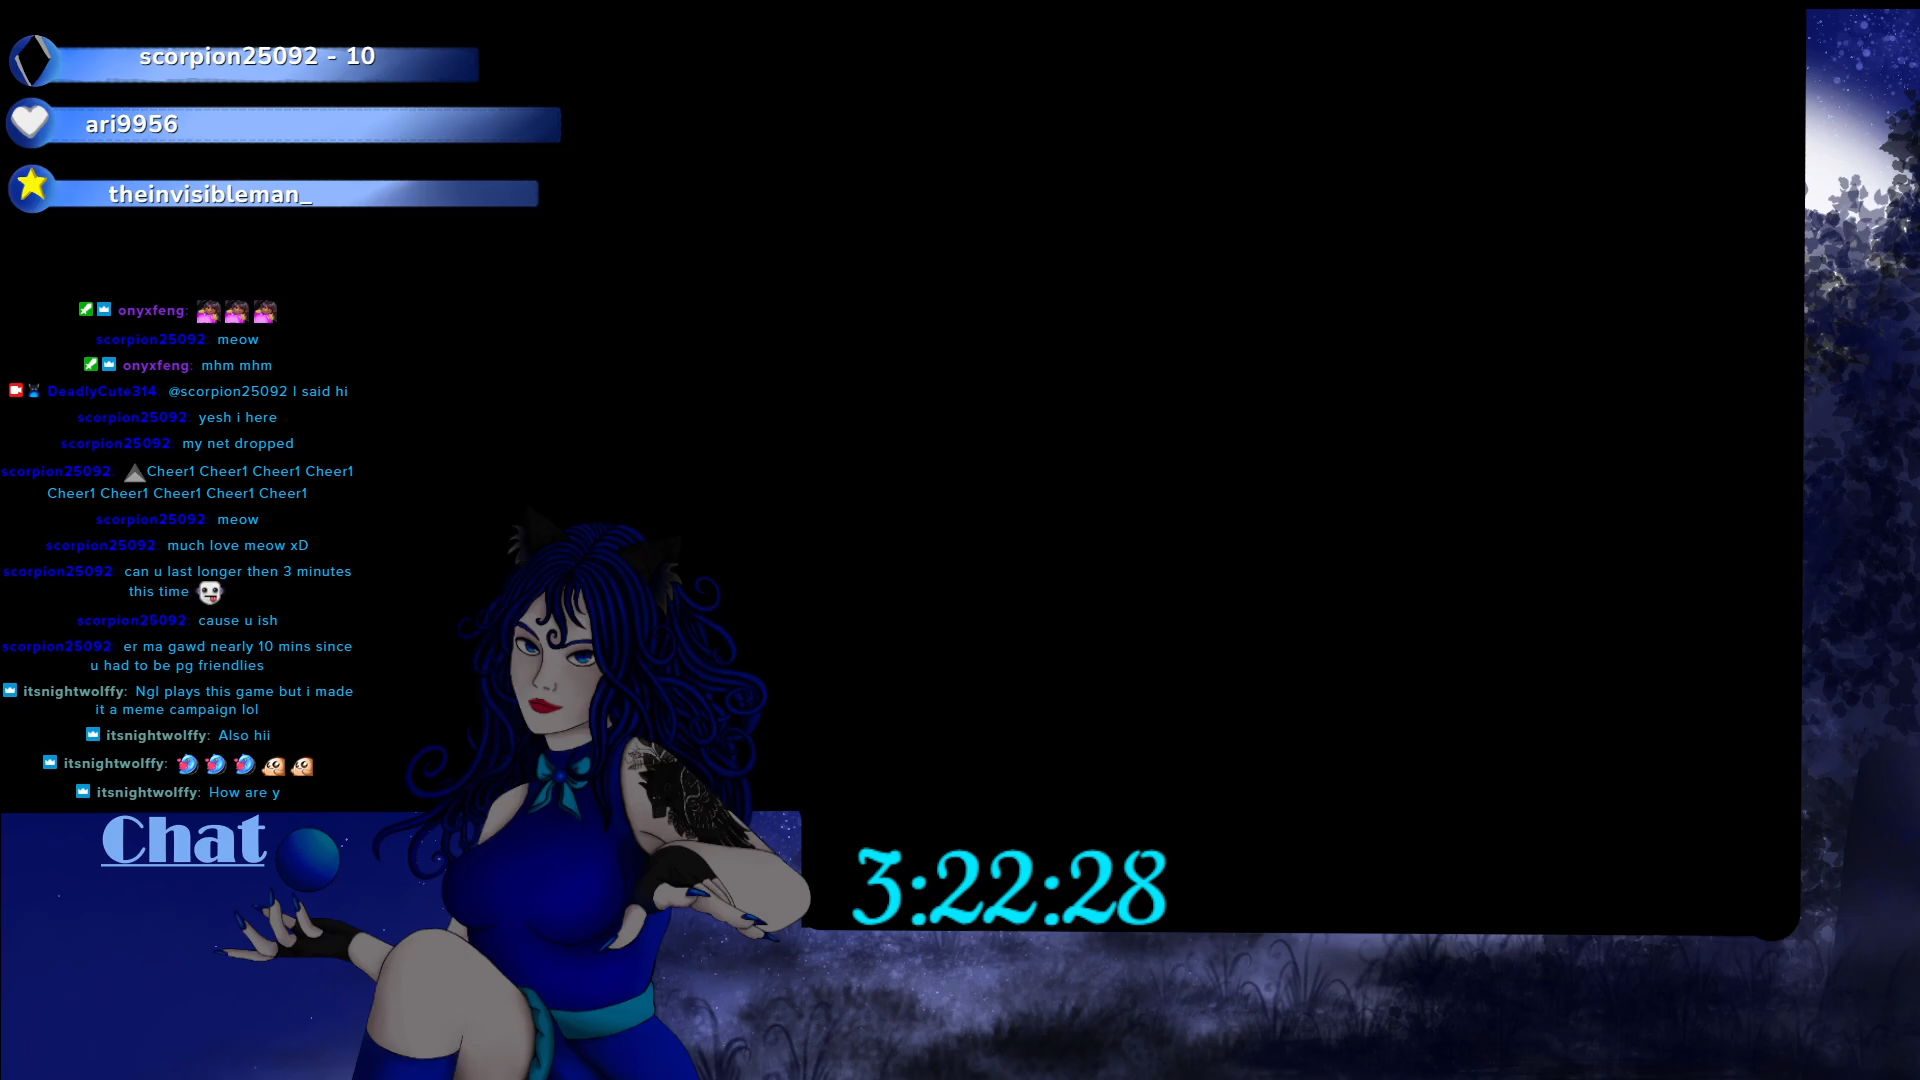 scorpion25092 - 10
ari9956
theinvisibleman_
onyxfeng:
scorpion25092: meow
onyxfeng: mhm mhm
DeadlyCute314: @scorpion25092 I said hi
scorpion25092: yesh i here
scorpion25092: my net dropped
scorpion25092: Cheer1 Cheer1 Cheer1 Cheer1
Cheer1 Cheer1 Cheer1 Cheer1 Cheer1
scorpion25092: meow
scorpion25092: much love meow xD
scorpion25092: can u last longer then 3 minutes
this time
scorpion25092: cause u ish
scorpion25092: er ma gawd nearly 10 mins since
u had to be pg friendlies
itsnightwolffy: Ngl plays this game but i made
it a meme campaign lol
itsnightwolffy: Also hii
itsnightwolffy:
itsnightwolffy: How are y
Chat
3:22:28